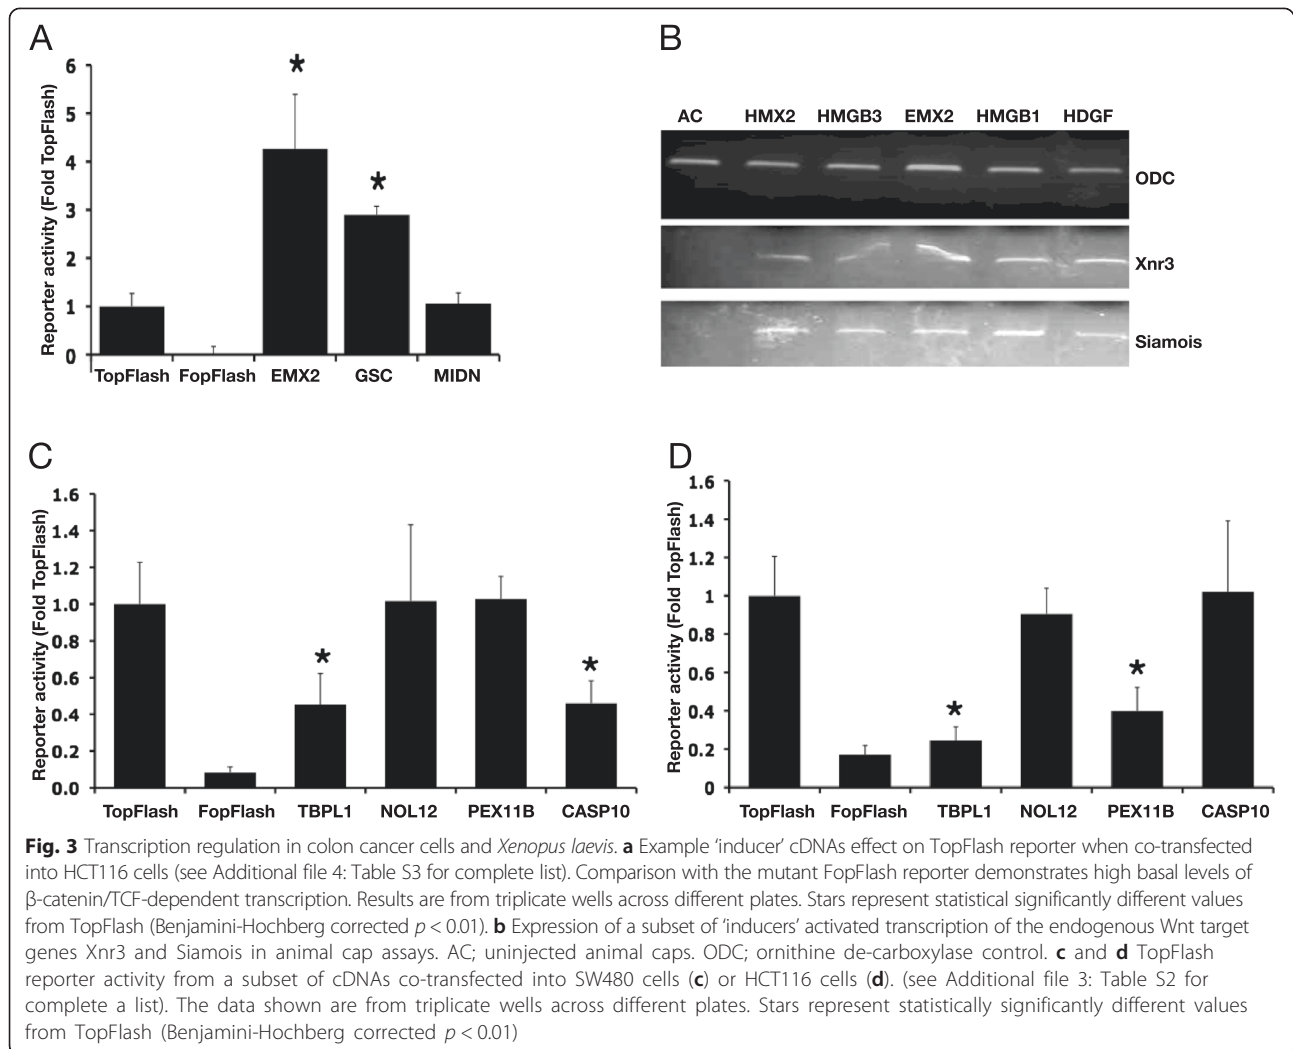 A
Reporter activity (Fold TopFlash)
6
5
4
3
2
1
0
*
*
TopFlash FopFlash EMX2 GSC MIDN
B
AC HMX2 HMGB3 EMX2 HMGB1 HDGF
ODC
Xnr3
Siamois
C
Reporter activity (Fold TopFlash)
1.6
1.4
1.2
1.0
0.8
0.6
0.4
0.2
0.0
*
*
TopFlash FopFlash TBPL1 NOL12 PEX11B CASP10
D
Reporter activity (Fold TopFlash)
1.6
1.4
1.2
1
0.8
0.6
0.4
0.2
0
*
*
TopFlash FopFlash TBPL1 NOL12 PEX11B CASP10
Fig. 3 Transcription regulation in colon cancer cells and Xenopus laevis. a Example ‘inducer’ cDNAs effect on TopFlash reporter when co-transfected
into HCT116 cells (see Additional file 4: Table S3 for complete list). Comparison with the mutant FopFlash reporter demonstrates high basal levels of
β-catenin/TCF-dependent transcription. Results are from triplicate wells across different plates. Stars represent statistical significantly different values
from TopFlash (Benjamini-Hochberg corrected p < 0.01). b Expression of a subset of ‘inducers’ activated transcription of the endogenous Wnt target
genes Xnr3 and Siamois in animal cap assays. AC; uninjected animal caps. ODC; ornithine de-carboxylase control. c and d TopFlash
reporter activity from a subset of cDNAs co-transfected into SW480 cells (c) or HCT116 cells (d). (see Additional file 3: Table S2 for
complete a list). The data shown are from triplicate wells across different plates. Stars represent statistically significantly different values
from TopFlash (Benjamini-Hochberg corrected p < 0.01)